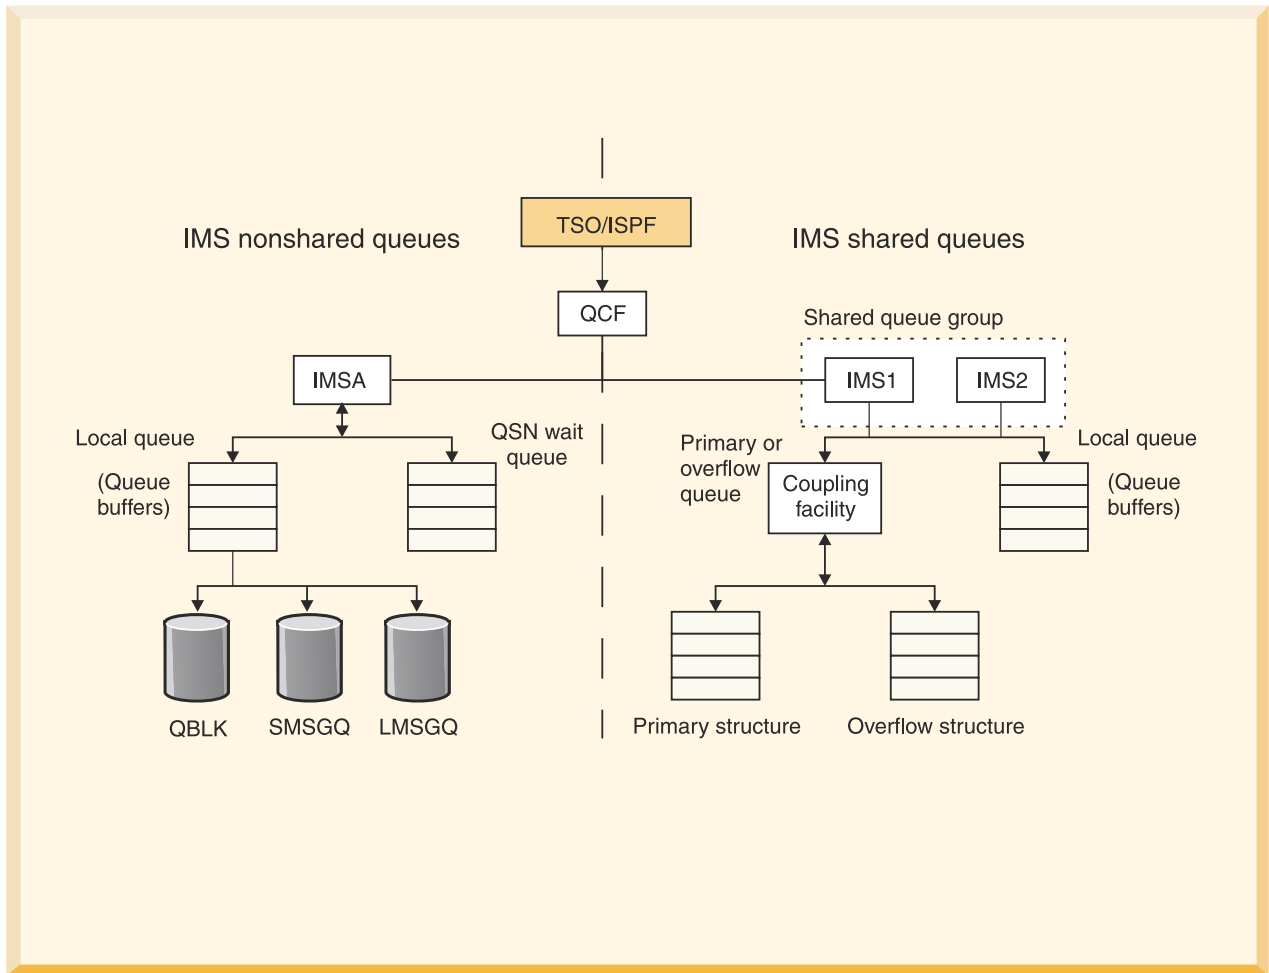 TSO/ISPF
IMS nonshared queues
IMS shared queues
QCF
Shared queue group
IMSA
IMS1
IMS2
Local queue
(Queue
buffers)
QSN wait
queue
Primary or
overflow
queue
Coupling
facility
Local queue
(Queue
buffers)
QBLK
SMSGQ
LMSGQ
Primary structure
Overflow structure